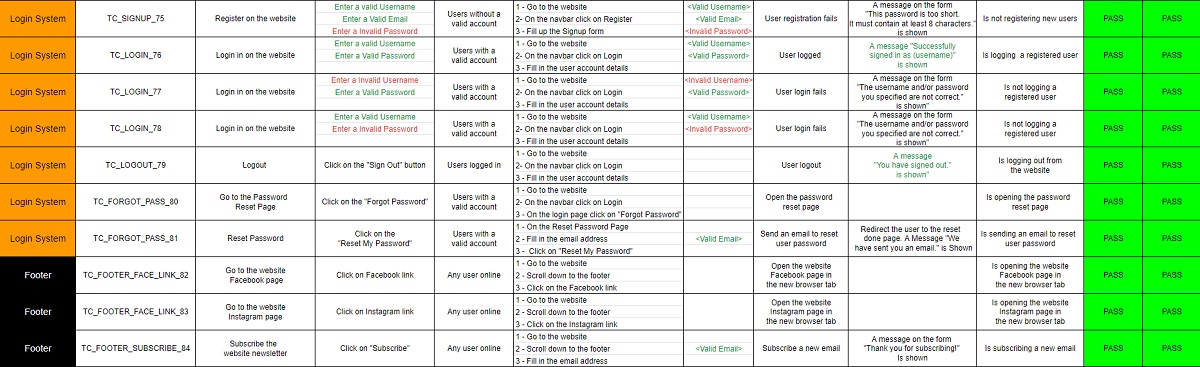 Login System
TC_SIGNUP_75
Register on the website
Enter a valid Username
Enter a Valid Email
Enter a Invalid Password
Users without a
valid account
1 - Go to the website
2- On the navbar click on Register
3 - Fill up the Signup form
<Valid Username>
<Valid Email>
<Invalid Password>
User registration fails
A message on the form
"This password is too short.
It must contain at least 8 characters."
is shown
Is not registering new users
PASS
PASS
Login System
TC_LOGIN_76
Login in on the website
Enter a valid Username
Enter a Valid Password
Users with a
valid account
1 - Go to the website
2- On the navbar click on Login
3 - Fill in the user account details
<Valid Username>
<Valid Password>
User logged
A message "Successfully
signed in as (username)"
is shown
Is logging a registered user
PASS
PASS
Login System
TC_LOGIN_77
Login in on the website
Enter a Invalid Username
Enter a Valid Password
Users with a
valid account
1 - Go to the website
2- On the navbar click on Login
3 - Fill in the user account details
<Invalid Username>
<Valid Password>
User login fails
A message on the form
"The username and/or password
you specified are not correct."
is shown"
Is not logging a
registered user
PASS
PASS
Login System
TC_LOGIN_78
Login in on the website
Enter a valid Username
Enter a Invalid Password
Users with a
valid account
1 - Go to the website
2- On the navbar click on Login
3 - Fill in the user account details
<Valid Username>
<Invalid Password>
User login fails
A message on the form
"The username and/or password
you specified are not correct."
is shown"
Is not logging a
registered user
PASS
PASS
Login System
TC_LOGOUT_79
Logout
Click on the "Sign Out" button
Users logged in
1 - Go to the website
2- On the navbar click on Login
3 - Fill in the user account details
User logout
A message
"You have signed out."
is shown"
Is logging out from
the website
PASS
PASS
Login System
TC_FORGOT_PASS_80
Go to the Password
Reset Page
Click on the "Forgot Password"
Users with a
valid account
1 - Go to the website
2- On the navbar click on Login
3 - On the login page click on "Forgot Password"
Open the password
reset page
Is opening the password
reset page
PASS
PASS
Login System
TC_FORGOT_PASS_81
Reset Password
Click on the
"Reset My Password"
Users with a
valid account
1 - On the Reset Password Page
2 - Fill in the email address
3 - Click on "Reset My Password"
<Valid Email>
Send an email to reset
user password
Redirect the user to the reset
done page. A Message "We
have sent you an email." is Shown
Is sending an email to reset
user password
PASS
PASS
Footer
TC_FOOTER_FACE_LINK_82
Go to the website
Facebook page
Click on Facebook link
Any user online
1 - Go to the website
2 - Scroll down to the footer
3 - Click on the Facebook link
Open the website
Facebook page in
the new browser tab
Is opening the website
Facebook page in
the new browser tab
PASS
PASS
Footer
TC_FOOTER_FACE_LINK_83
Go to the website
Instagram page
Click on Instagram link
Any user online
1 - Go to the website
2 - Scroll down to the footer
3 - Click on the Instagram link
Open the website
Instagram page in
the new browser tab
Is opening the website
Instagram page in
the new browser tab
PASS
PASS
Footer
TC_FOOTER_SUBSCRIBE_84
Subscribe the
website newsletter
Click on "Subscribe"
Any user online
1 - Go to the website
2 - Scroll down to the footer
3 - Fill in the email address
<Valid Email>
Subscribe a new email
A message on the form
"Thank you for subscribing!"
Is shown
Is subscribing a new email
PASS
PASS